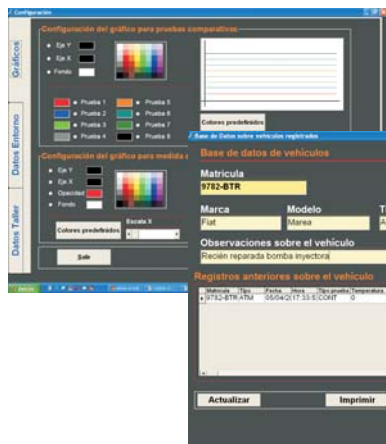 Configuración
Configuración del gráfico para pruebas comparativas
Gráficos
Datos Entorno
Datos Taller
Eje Y
Eje X
Fondo
Prueba 1
Prueba 5
Prueba 2
Prueba 6
Prueba 3
Prueba 7
Prueba 4
Prueba 8
Colores predefinidos
Configuración del gráfico para medida
Eje Y
Eje X
Opacidad
Fondo
Colores predefinidos
Escala X
Salir
Base de Datos sobre vehículos registrados
Base de datos de vehículos
Matrícula
9782-BTR
Marca
Modelo
Fiat
Marea
Observaciones sobre el vehículo
Recién reparada bomba inyectora
Registros anteriores sobre el vehículo
Matricula Tipo Fecha Hora Tipo prueba Temperatura
9782-BTR ATM 05/04/2 17:33:5 CONT 0
Actualizar
Imprimir